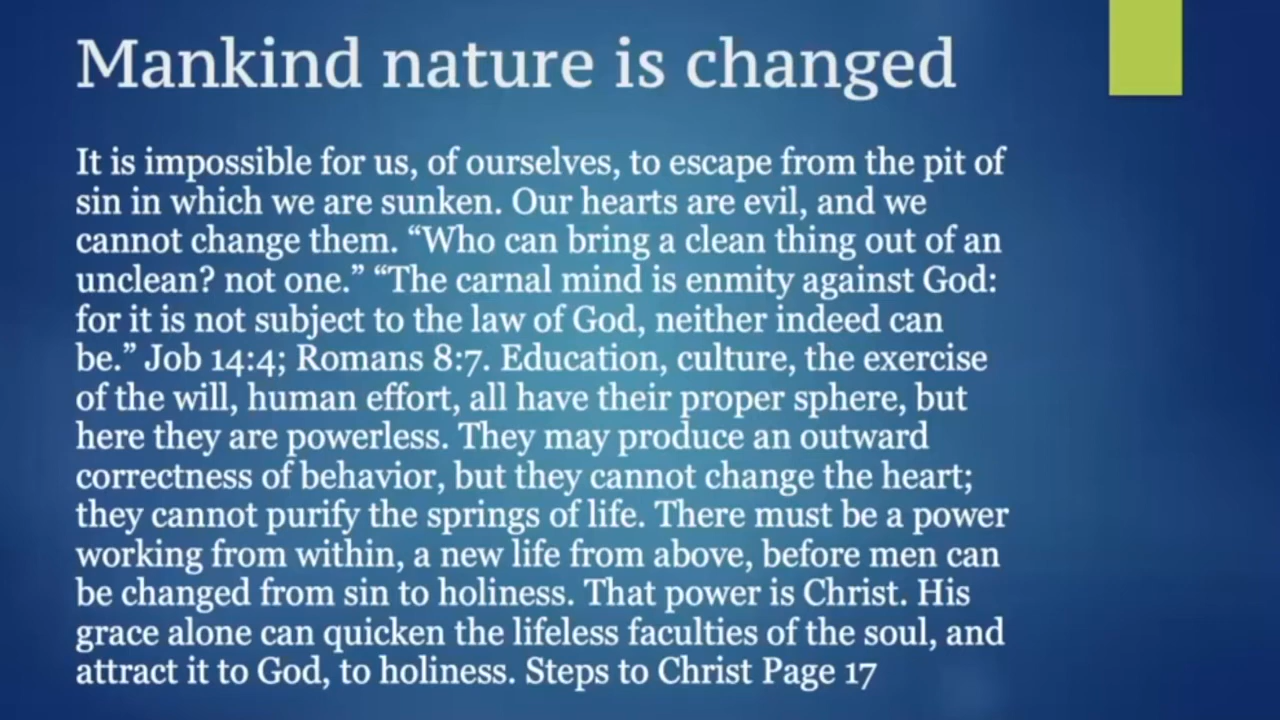 Mankind nature is changed
It is impossible for us, of ourselves, to escape from the pit of
sin in which we are sunken. Our hearts are evil, and we
cannot change them. “Who can bring a clean thing out of an
unclean? not one.” “The carnal mind is enmity against God:
for it is not subject to the law of God, neither indeed can
be.” Job 14:4; Romans 8:7. Education, culture, the exercise
of the will, human effort, all have their proper sphere, but
here they are powerless. They may produce an outward
correctness of behavior, but they cannot change the heart;
they cannot purify the springs of life. There must be a power
working from within, a new life from above, before men can
be changed from sin to holiness. That power is Christ. His
grace alone can quicken the lifeless faculties of the soul, and
attract it to God, to holiness. Steps to Christ Page 17